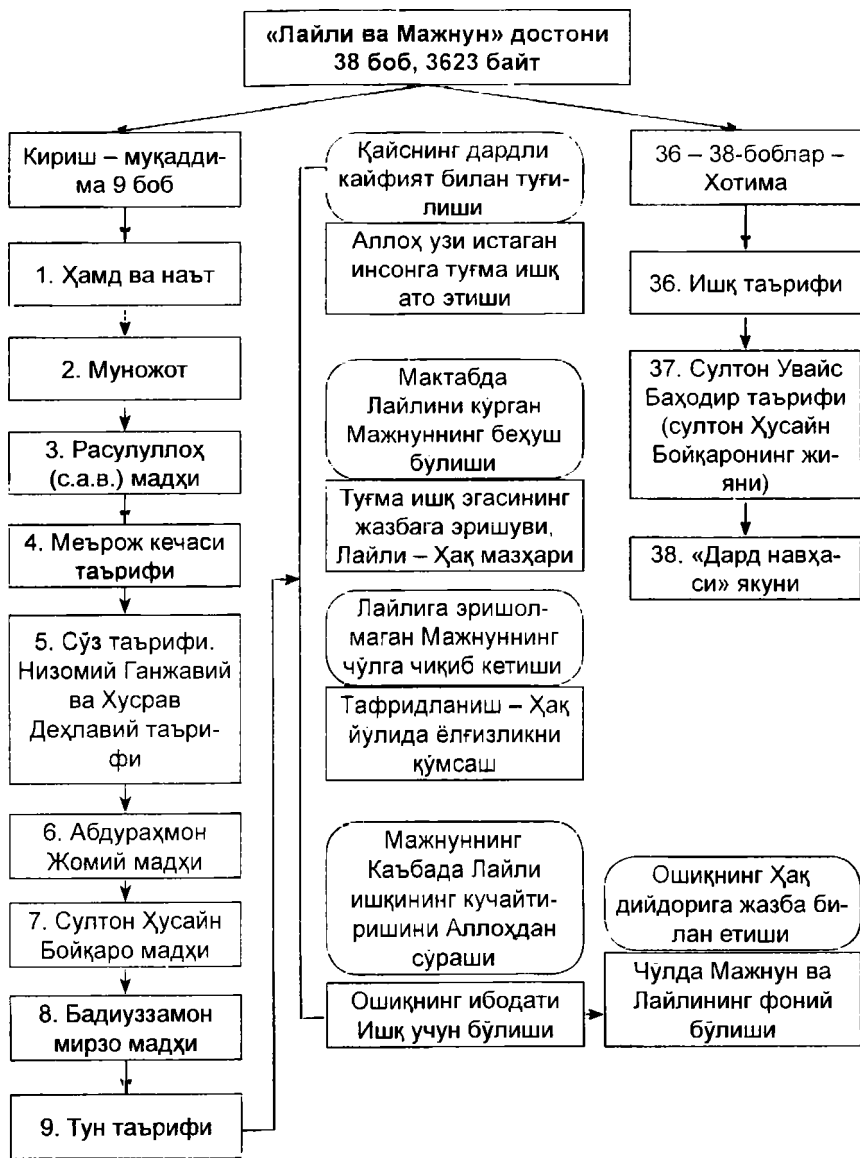 «Лайли ва Мажнун» достони
38 боб, 3623 байт
Кириш – муқадди-
ма 9 боб
1. Ҳамд ва наът
2. Муножот
3. Расулуллоҳ
(с.а.в.) мадҳи
4. Меърож кечаси
таърифи
5. Сўз таърифи.
Низомий Ганжавий
ва Хусрав
Деҳлавий таъри-
фи
6. Абдураҳмон
Жомий мадҳи
7. Султон Ҳусайн
Бойқаро мадҳи
8. Бадиуззамон
мирзо мадҳи
9. Тун таърифи
Қайснинг дардли
кайфият билан туғи-
лиши
Аллоҳ узи истаган
инсонга туғма ишқ
ато этиши
Мактабда
Лайлини курган
Мажнуннинг беҳуш
булиши
Туғма ишқ эгасининг
жазбага эришуви,
Лайли – Ҳақ мазҳари
Лайлига эришол-
маган Мажнуннинг
чўлга чиқиб кетиши
Тафридланиш – Ҳақ
йўлида ёлғизликни
қўмсаш
Мажнуннинг
Каъбада Лайли
ишқининг кучайти-
ришини Аллоҳдан
сўраши
Ошиқнинг ибодати
Ишқ учун бўлиши
Ошиқнинг Ҳақ
дийдорига жазба би-
лан етиши
Чўлда Мажнун ва
Лайлининг фоний
бўлиши
36 – 38-боблар –
Хотима
36. Ишқ таърифи
37. Султон Увайс
Баҳодир таърифи
(султон Ҳусайн
Бойқаронинг жи-
яни)
38. «Дард навҳа-
си» якуни